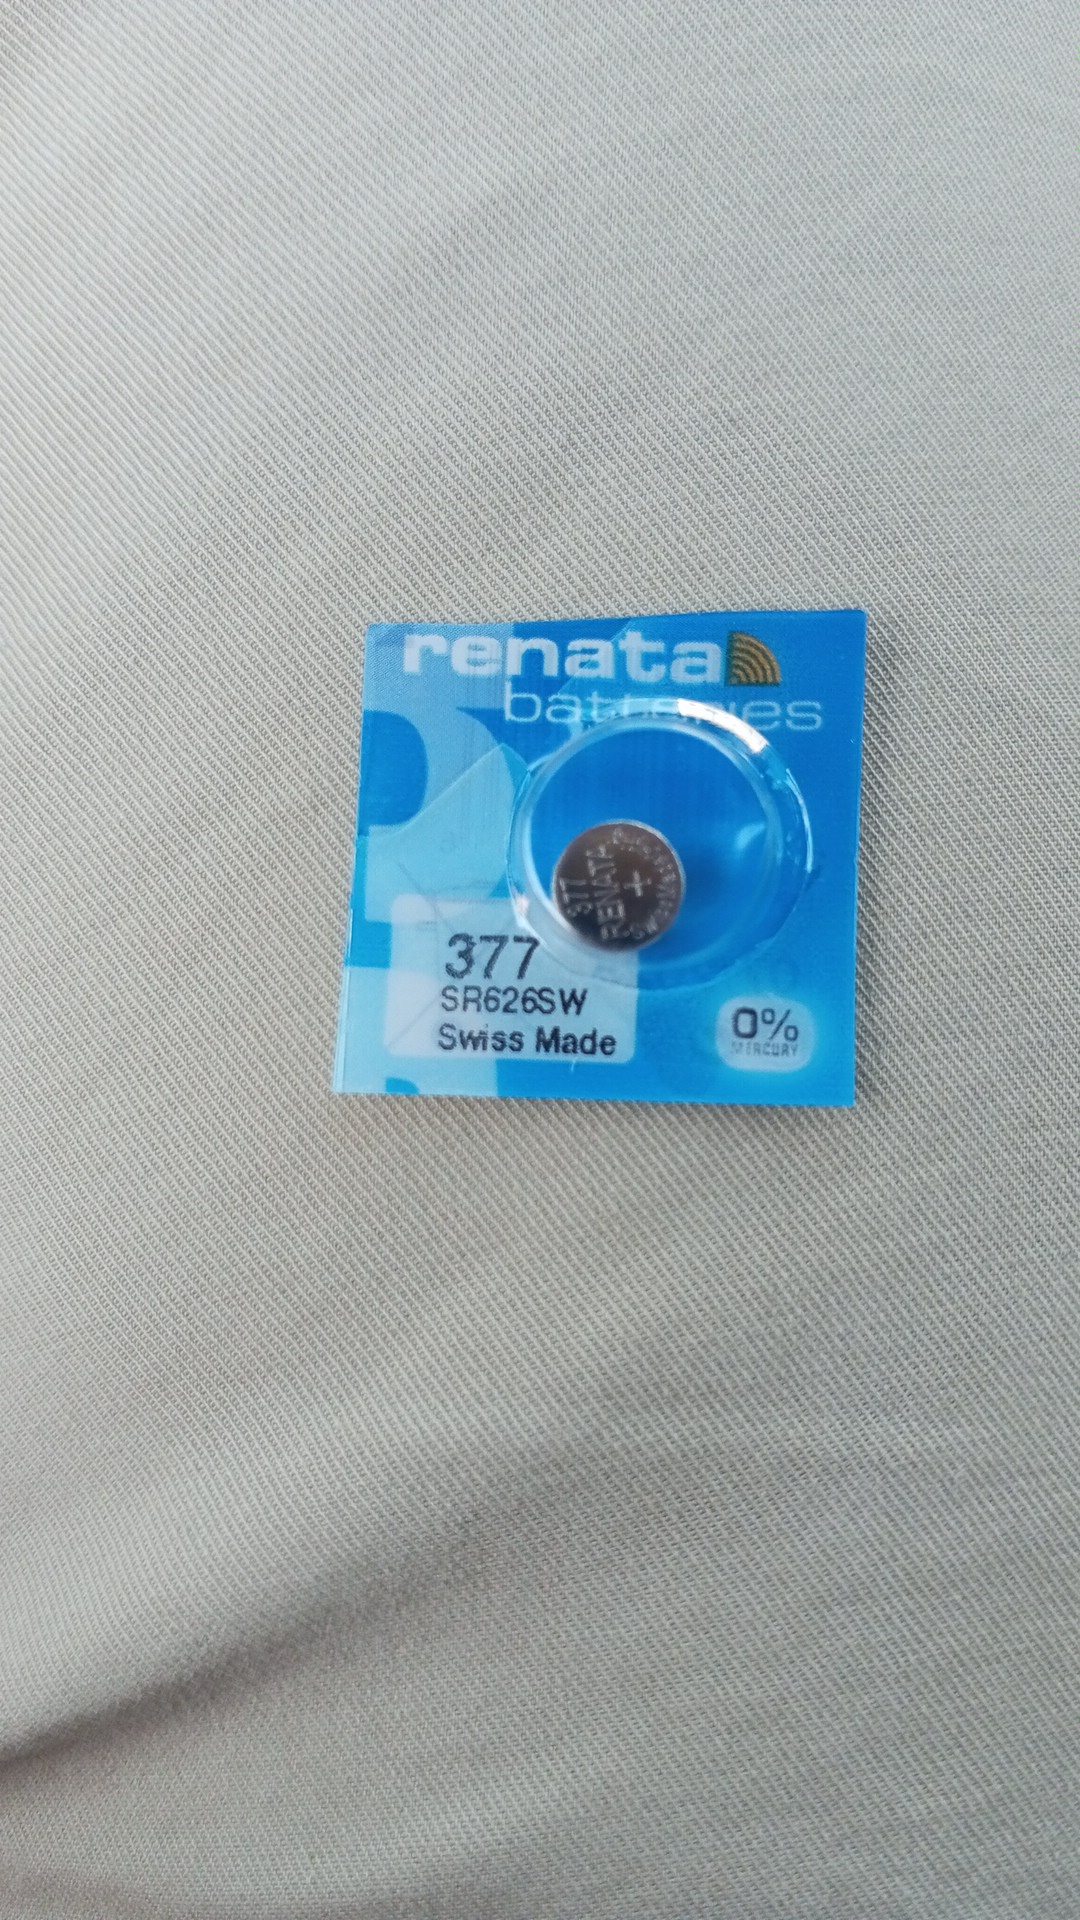 renata
batteries
377
RENATA
+
377
SR626SW
Swiss Made
0%
MERCURY